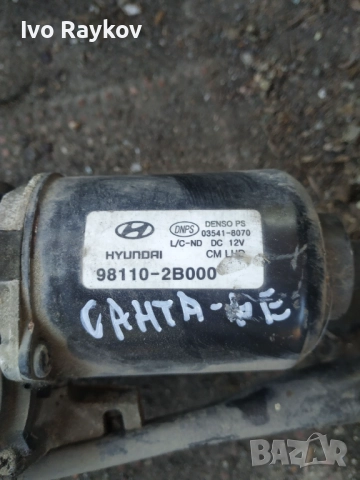 Ivo Raykov
DNPS
DENSO PS
03541-8070
HYUNDAI
L/C-ND DC 12V
CM LHD
98110-2B000
САНТА-ФЕ
BAZAR